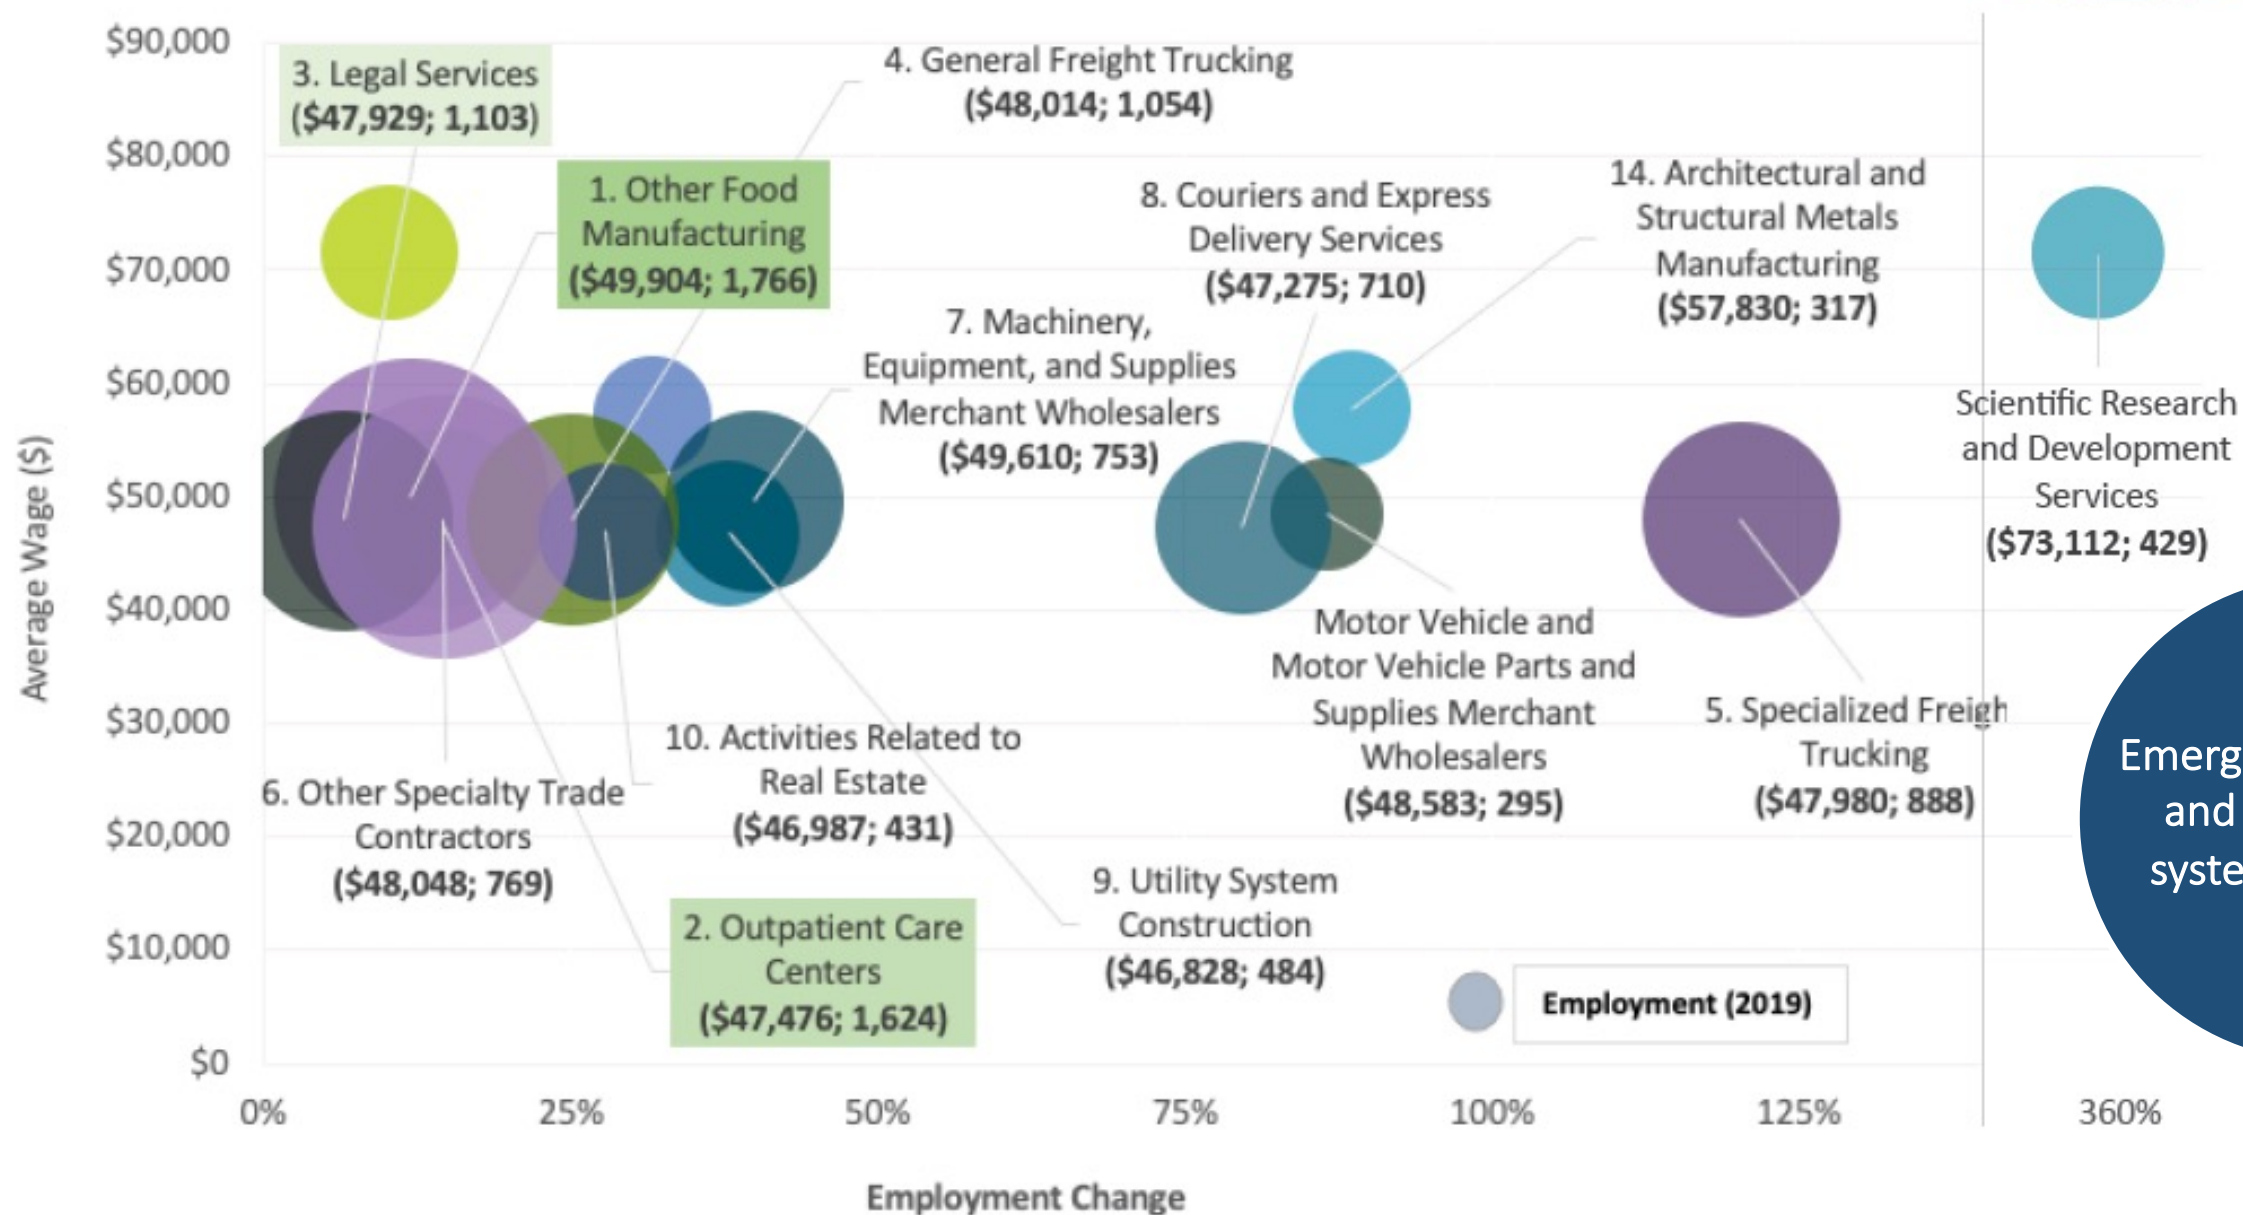 $90,000
$80,000
$70,000
$60,000
$50,000
$40,000
$30,000
$20,000
$10,000
$0
Average Wage ($)
3. Legal Services
($47,929; 1,103)
4. General Freight Trucking
($48,014; 1,054)
1. Other Food
Manufacturing
($49,904; 1,766)
8. Couriers and Express
Delivery Services
($47,275; 710)
14. Architectural and
Structural Metals
Manufacturing
($57,830; 317)
7. Machinery,
Equipment, and Supplies
Merchant Wholesalers
($49,610; 753)
Scientific Research
and Development
Services
($73,112; 429)
Motor Vehicle and
Motor Vehicle Parts and
Supplies Merchant
Wholesalers
($48,583; 295)
5. Specialized Freigh
Trucking
($47,980; 888)
10. Activities Related to
Real Estate
($46,987; 431)
6. Other Specialty Trade
Contractors
($48,048; 769)
9. Utility System
Construction
($46,828; 484)
2. Outpatient Care
Centers
($47,476; 1,624)
Employment (2019)
Emerg
and
syste
0% 25% 50% 75% 100% 125% 360%
Employment Change